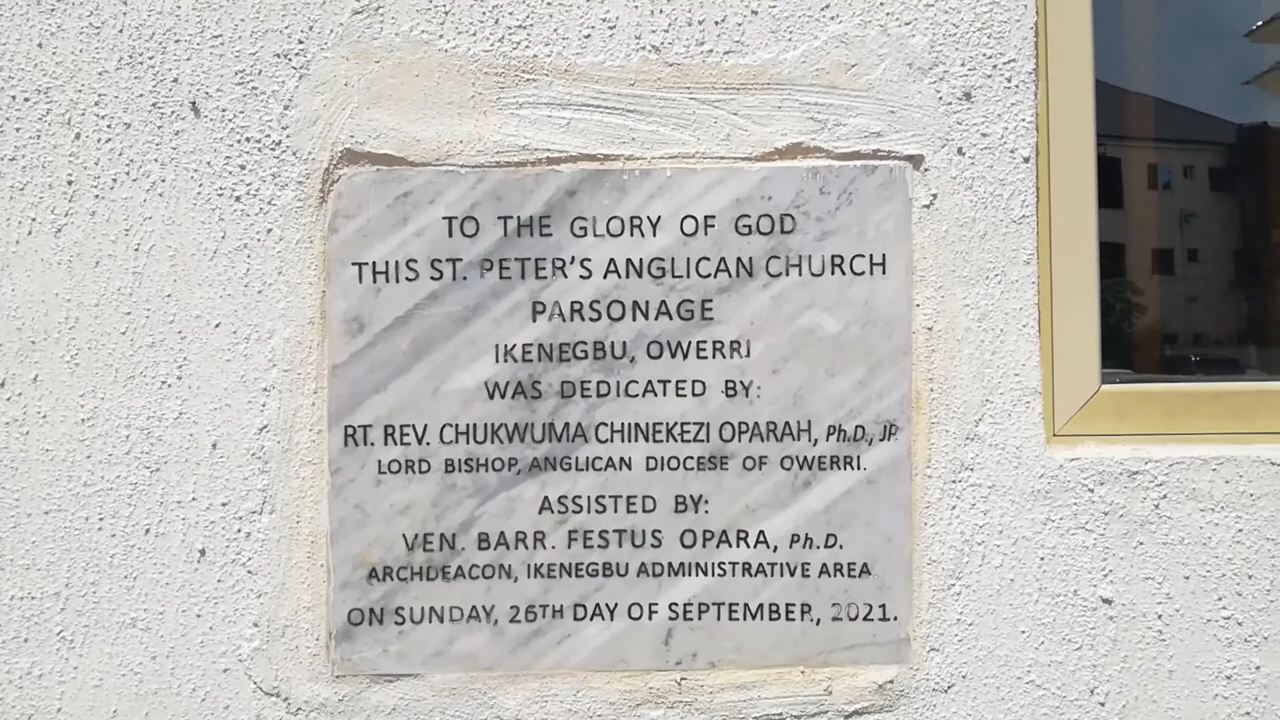 TO THE GLORY OF GOD
THIS ST. PETER'S ANGLICAN CHURCH
PARSONAGE
IKENEGBU, OWERRI
WAS DEDICATED BY:
RT. REV. CHUKWUMA CHINEKEZI OPARAH, Ph.D., JP
LORD BISHOP, ANGLICAN DIOCESE OF OWERRI.
ASSISTED BY:
VEN. BARR. FESTUS OPARA, Ph.D.
ARCHDEACON, IKENEGBU ADMINISTRATIVE AREA
ON SUNDAY, 26TH DAY OF SEPTEMBER, 2021.